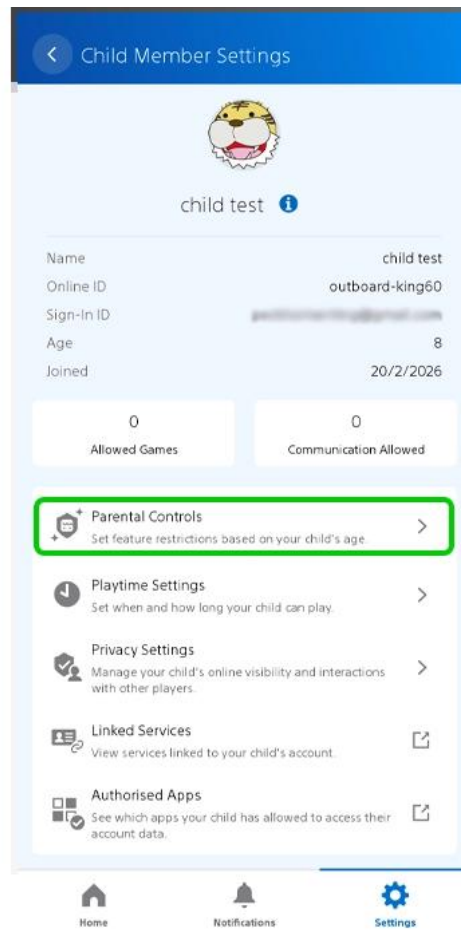 Child Member Settings
child test
Name child test
Online ID outboard-king60
Sign-In ID
Age 8
Joined 20/2/2026
0 0
Allowed Games Communication Allowed
Parental Controls
Set feature restrictions based on your child's age.
Playtime Settings
Set when and how long your child can play.
Privacy Settings
Manage your child's online visibility and interactions
with other players.
Linked Services
View services linked to your child's account.
Authorised Apps
See which apps your child has allowed to access their
account data.
Home Notifications Settings